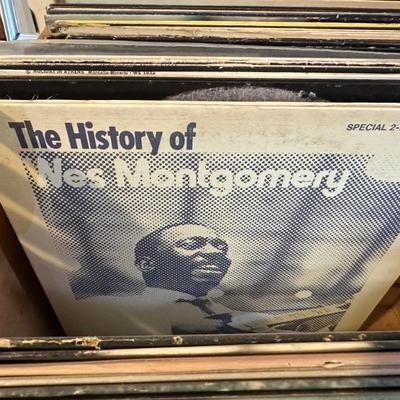 The History of
SPECIAL 2-
Wes Montgomery